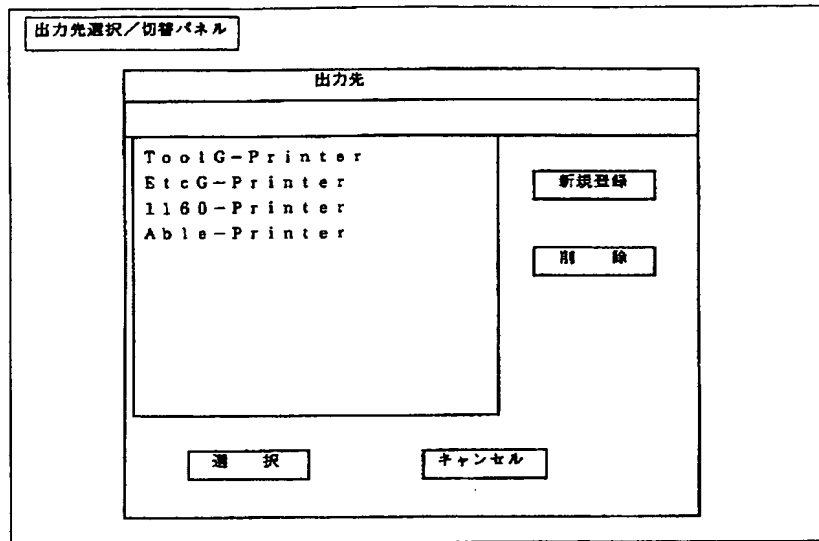 出力先選択／切替パネル
出力先
ToolG-Printer
EtcG-Printer
1160-Printer
Able-Printer
新規登録
削 除
選 択
キャンセル